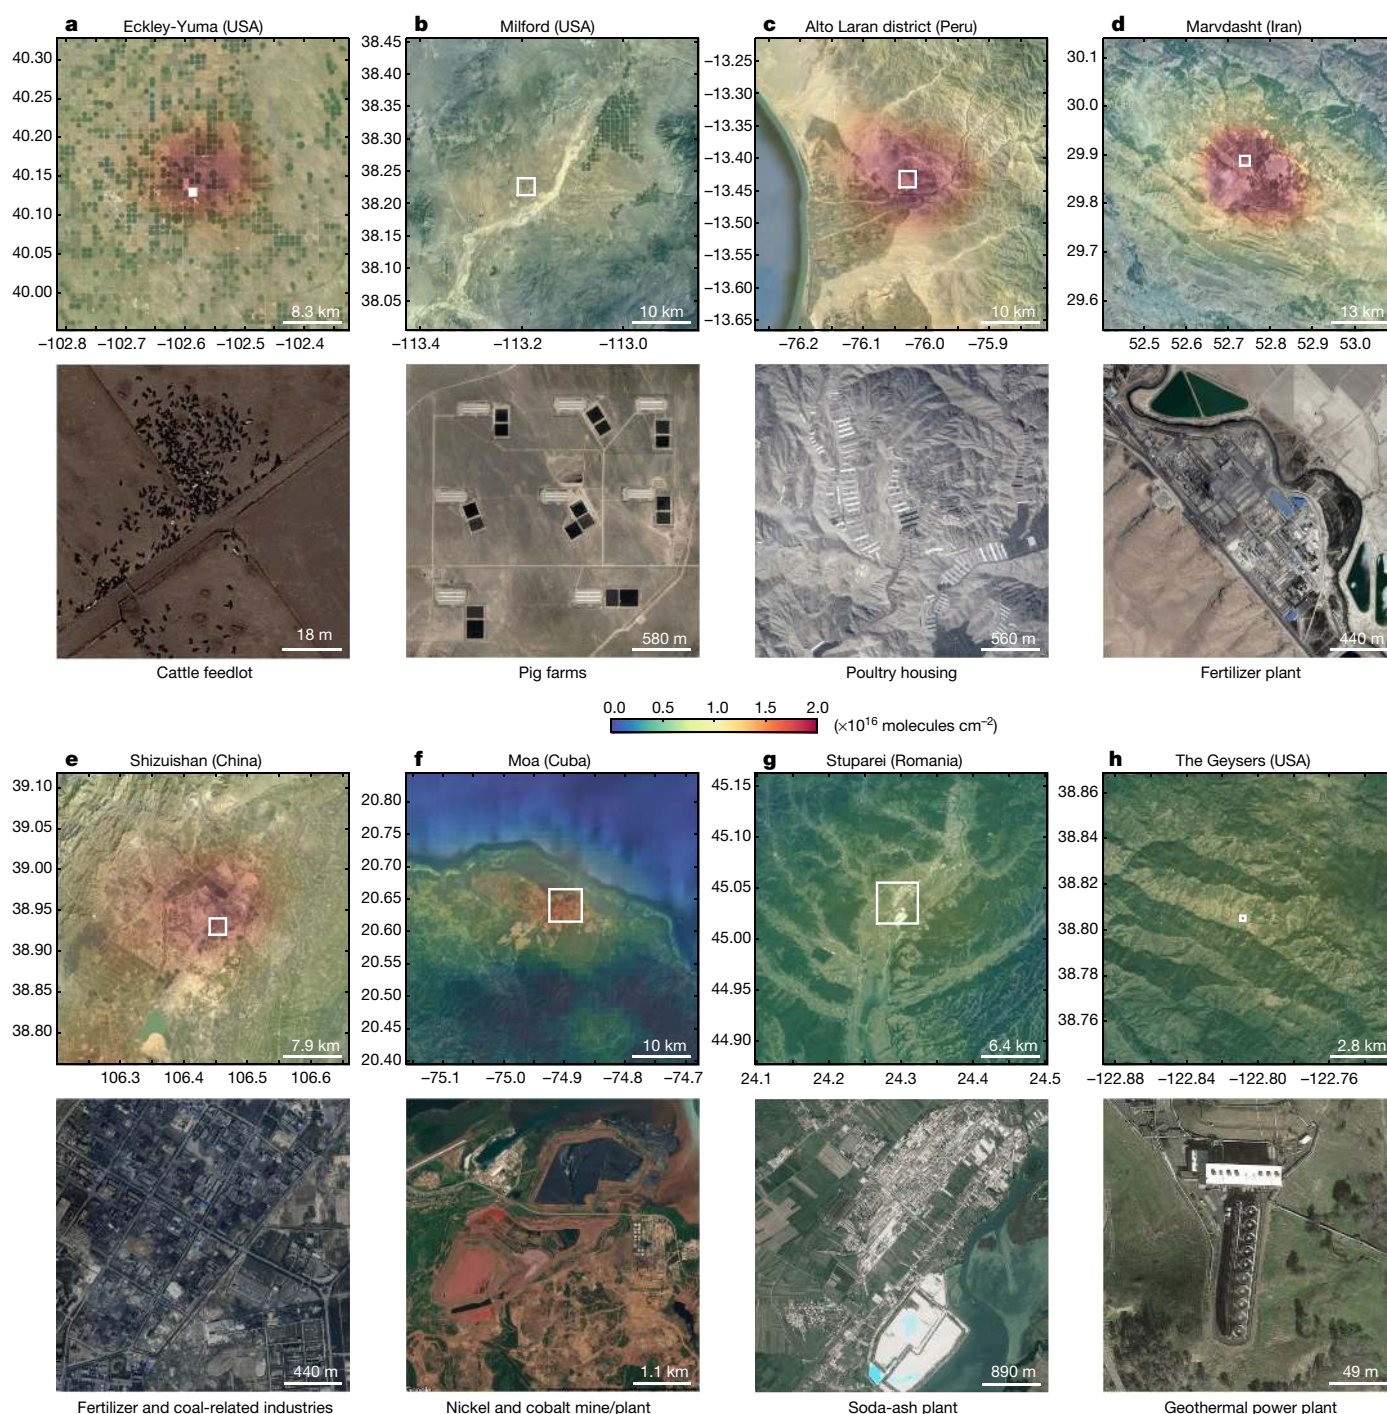 a Eckley-Yuma (USA)
40.30
40.25
40.20
40.15
40.10
40.05
40.00
8.3 km
−102.8 −102.7 −102.6 −102.5 −102.4
b Milford (USA)
38.45
38.40
38.35
38.30
38.25
38.20
38.15
38.10
38.05
10 km
−113.4 −113.2 −113.0
c Alto Laran district (Peru)
−13.25
−13.30
−13.35
−13.40
−13.45
−13.50
−13.55
−13.60
−13.65
10 km
−76.2 −76.1 −76.0 −75.9
d Marvdasht (Iran)
30.1
30.0
29.9
29.8
29.7
29.6
13 km
52.5 52.6 52.7 52.8 52.9 53.0
18 m
Cattle feedlot
580 m
Pig farms
560 m
Poultry housing
440 m
Fertilizer plant
0.0 0.5 1.0 1.5 2.0
(×10¹⁶ molecules cm⁻²)
e Shizuishan (China)
39.10
39.05
39.00
38.95
38.90
38.85
38.80
7.9 km
106.3 106.4 106.5 106.6
f Moa (Cuba)
20.80
20.75
20.70
20.65
20.60
20.55
20.50
20.45
20.40
10 km
−75.1 −75.0 −74.9 −74.8 −74.7
g Stuparei (Romania)
45.15
45.10
45.05
45.00
44.95
44.90
6.4 km
24.1 24.2 24.3 24.4 24.5
h The Geysers (USA)
38.86
38.84
38.82
38.80
38.78
38.76
2.8 km
−122.88 −122.84 −122.80 −122.76
440 m
Fertilizer and coal-related industries
1.1 km
Nickel and cobalt mine/plant
890 m
Soda-ash plant
49 m
Geothermal power plant